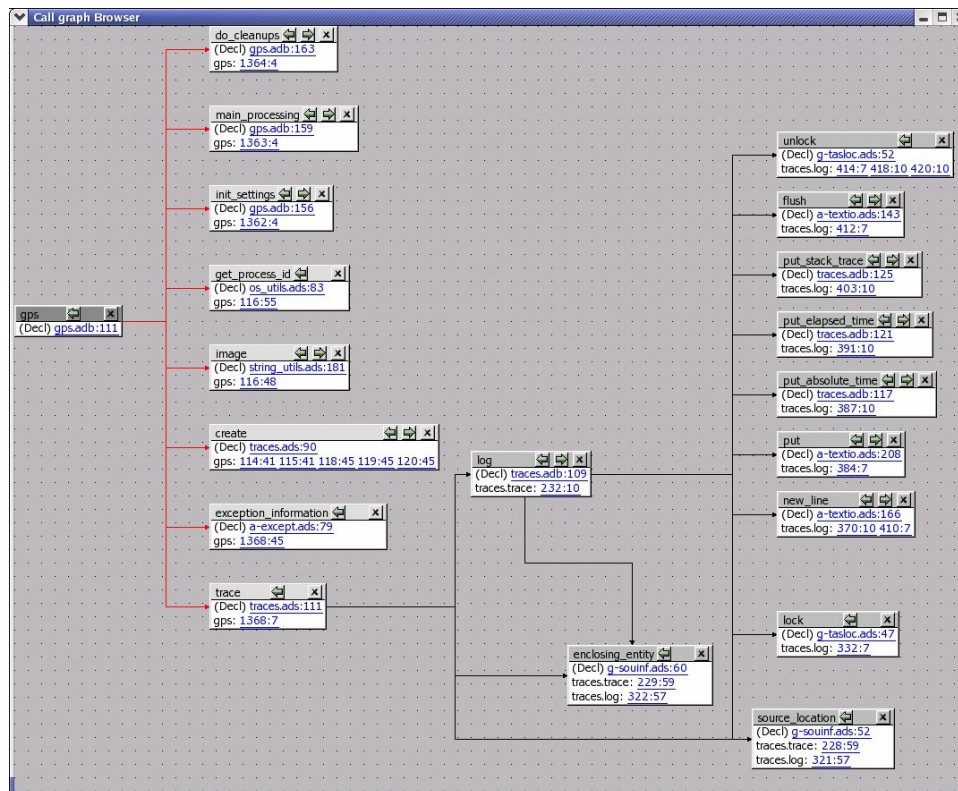 Call graph Browser
do_cleanups
(Decl) gps.adb:163
gps: 1364:4
main_processing
(Decl) gps.adb:159
gps: 1363:4
init_settings
(Decl) gps.adb:156
gps: 1362:4
get_process_id
(Decl) os_utils.ads:83
gps: 116:55
gps
(Decl) gps.adb:111
image
(Decl) string_utils.ads:181
gps: 116:48
create
(Decl) traces.ads:90
gps: 114:41 115:41 118:45 119:45 120:45
exception_information
(Decl) a-except.ads:79
gps: 1368:45
trace
(Decl) traces.ads:111
gps: 1368:7
log
(Decl) traces.adb:109
traces.trace: 232:10
enclosing_entity
(Decl) g-souinf.ads:60
traces.trace: 229:59
traces.log: 322:57
unlock
(Decl) g-tasloc.ads:52
traces.log: 414:7 418:10 420:10
flush
(Decl) a-textio.ads:143
traces.log: 412:7
put_stack_trace
(Decl) traces.adb:125
traces.log: 403:10
put_elapsed_time
(Decl) traces.adb:121
traces.log: 391:10
put_absolute_time
(Decl) traces.adb:117
traces.log: 387:10
put
(Decl) a-textio.ads:208
traces.log: 384:7
new_line
(Decl) a-textio.ads:166
traces.log: 370:10 410:7
lock
(Decl) g-tasloc.ads:47
traces.log: 332:7
source_location
(Decl) g-souinf.ads:52
traces.trace: 228:59
traces.log: 321:57